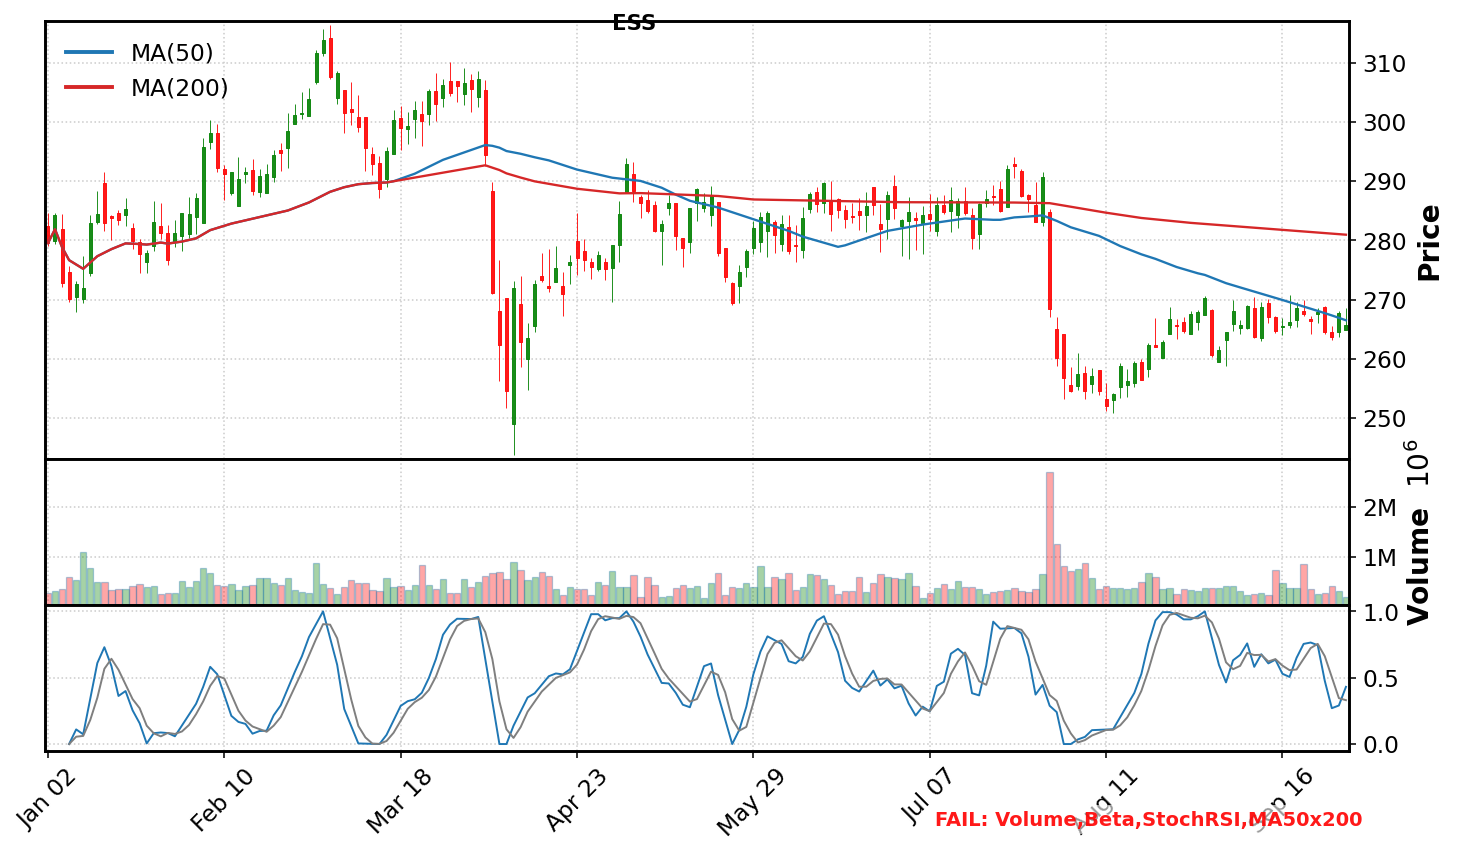 ESS
MA(50)
MA(200)
310
300
290
280
270
260
250
Price
10^6
2M
1M
Volume
1.0
0.5
0.0
Jan 02
Feb 10
Mar 18
Apr 23
May 29
Jul 07
Aug 11
Sep 16
FAIL: Volume,Beta,StochRSI,MA50x200